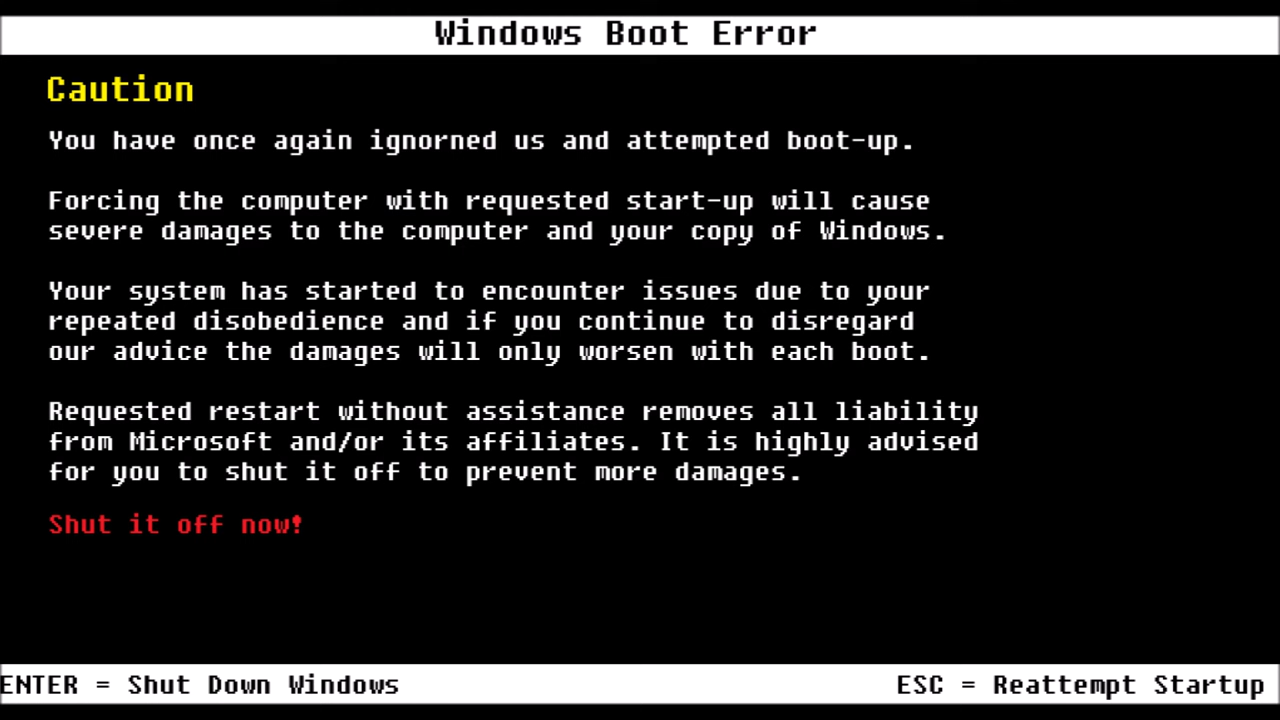 Windows Boot Error
Caution
You have once again ignorned us and attempted boot-up.
Forcing the computer with requested start-up will cause
severe damages to the computer and your copy of Windows.
Your system has started to encounter issues due to your
repeated disobedience and if you continue to disregard
our advice the damages will only worsen with each boot.
Requested restart without assistance removes all liability
from Microsoft and/or its affiliates. It is highly advised
for you to shut it off to prevent more damages.
Shut it off now!
ENTER = Shut Down Windows
ESC = Reattempt Startup